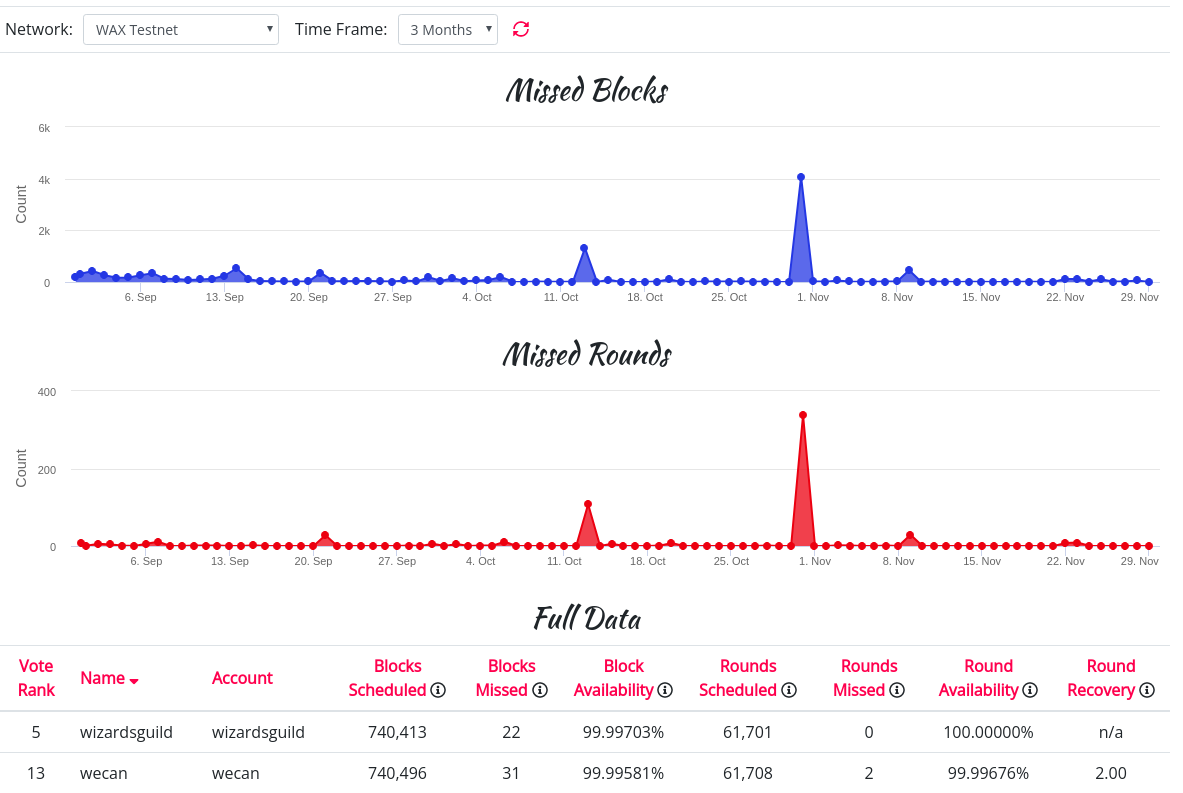 Network: WAX Testnet Time Frame: 3 Months
Missed Blocks
6k
4k
2k
0
Count
6. Sep 13. Sep 20. Sep 27. Sep 4. Oct 11. Oct 18. Oct 25. Oct 1. Nov 8. Nov 15. Nov 22. Nov 29. Nov
Missed Rounds
400
200
0
Count
6. Sep 13. Sep 20. Sep 27. Sep 4. Oct 11. Oct 18. Oct 25. Oct 1. Nov 8. Nov 15. Nov 22. Nov 29. Nov
Full Data
Vote Rank Name Account Blocks Scheduled Blocks Missed Block Availability Rounds Scheduled Rounds Missed Round Availability Round Recovery
5 wizardsguild wizardsguild 740,413 22 99.99703% 61,701 0 100.00000% n/a
13 wecan wecan 740,496 31 99.99581% 61,708 2 99.99676% 2.00